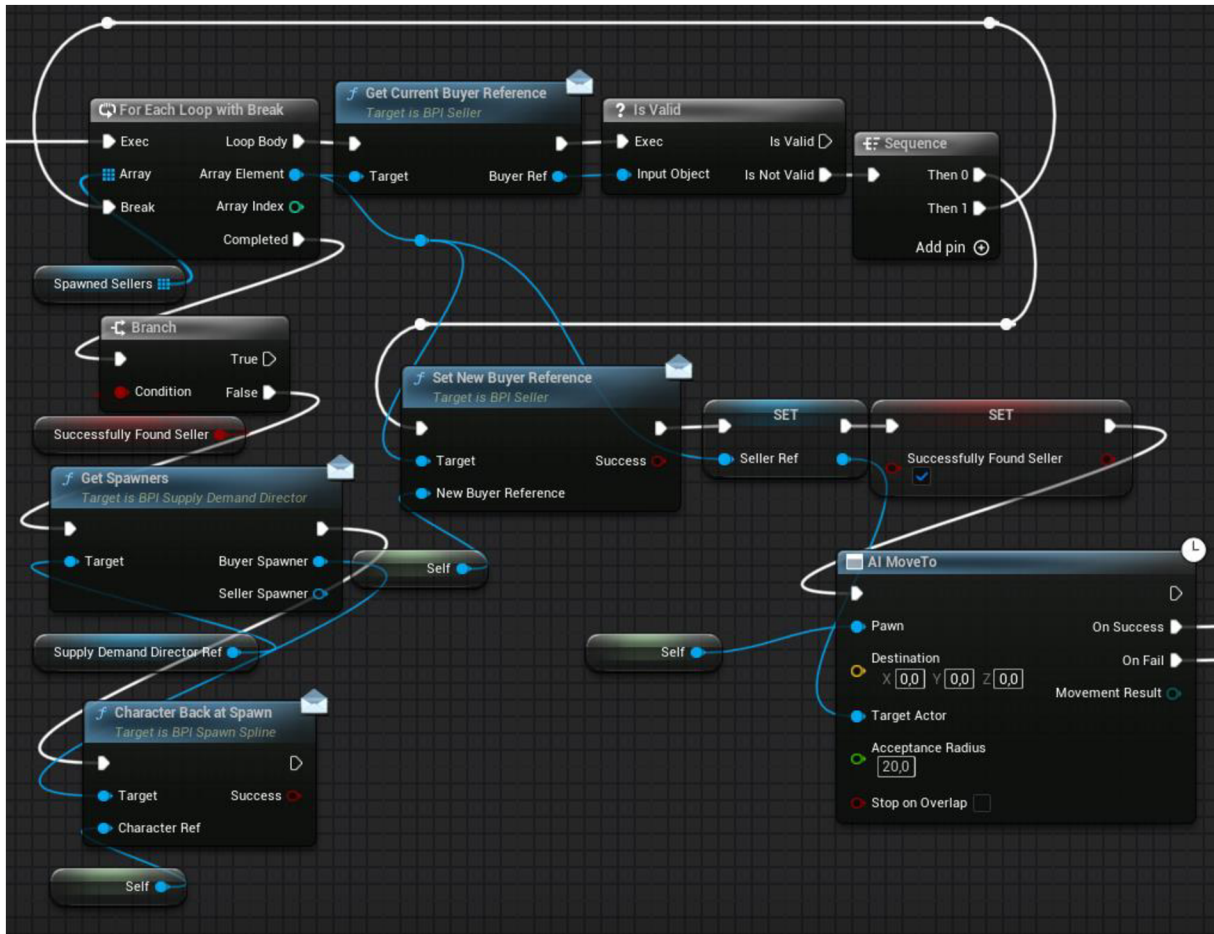 For Each Loop with Break
Exec
Loop Body
Array
Array Element
Break
Array Index
Completed
Get Current Buyer Reference
Target is BPI Seller
Target
Buyer Ref
? Is Valid
Exec
Is Valid
Input Object
Is Not Valid
Sequence
Then 0
Then 1
Add pin
Spawned Sellers
Branch
True
Condition
False
Successfully Found Seller
f Set New Buyer Reference
Target is BPI Seller
Target
Success
New Buyer Reference
SET
Seller Ref
SET
Successfully Found Seller
f Get Spawners
Target is BPI Supply Demand Director
Target
Buyer Spawner
Seller Spawner
Self
Supply Demand Director Ref
Self
AI MoveTo
Pawn
On Success
Destination
On Fail
X 0,0 Y 0,0 Z 0,0
Movement Result
Target Actor
Acceptance Radius
20,0
Stop on Overlap
f Character Back at Spawn
Target is BPI Spawn Spline
Target
Success
Character Ref
Self